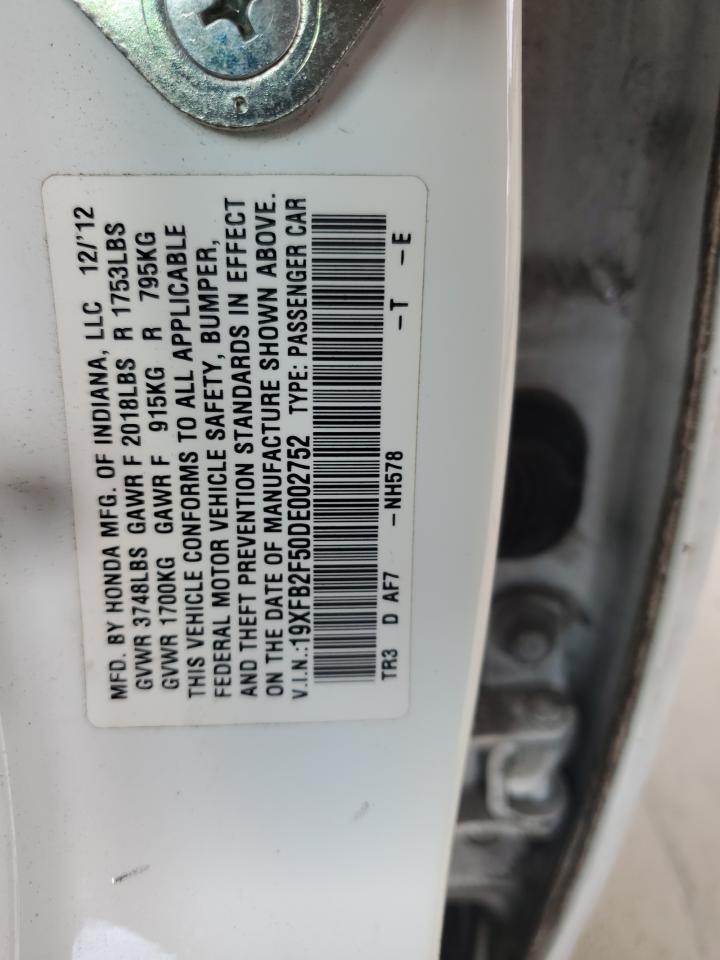 MFD. BY HONDA MFG. OF INDIANA, LLC 12/'12
GVWR 3748LBS GAWR F 2018LBS R 1753LBS
GVWR 1700KG GAWR F 915KG R 795KG
THIS VEHICLE CONFORMS TO ALL APPLICABLE
FEDERAL MOTOR VEHICLE SAFETY, BUMPER,
AND THEFT PREVENTION STANDARDS IN EFFECT
ON THE DATE OF MANUFACTURE SHOWN ABOVE.
V.I.N.:19XFB2F50DE002752 TYPE: PASSENGER CAR
TR3 D AF7 -NH578 -T -E